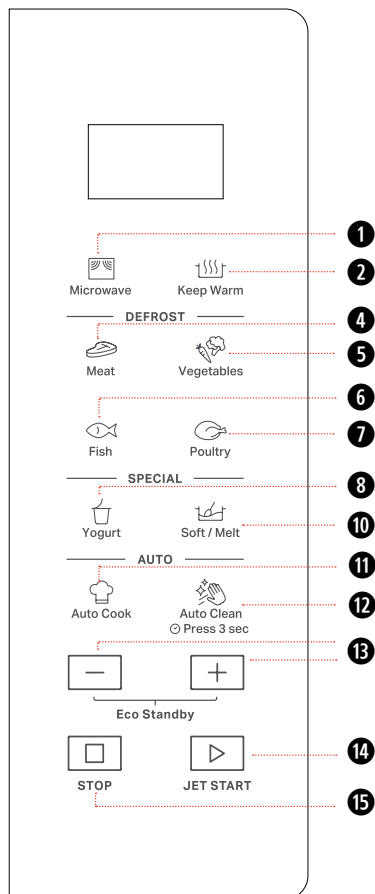 1
Microwave Keep Warm
2
DEFROST
4
Meat Vegetables
5
Fish Poultry
6
7
SPECIAL
8
Yogurt Soft / Melt
10
AUTO
11
Auto Cook Auto Clean
Press 3 sec
12
− +
13
Eco Standby
14
STOP JET START
15